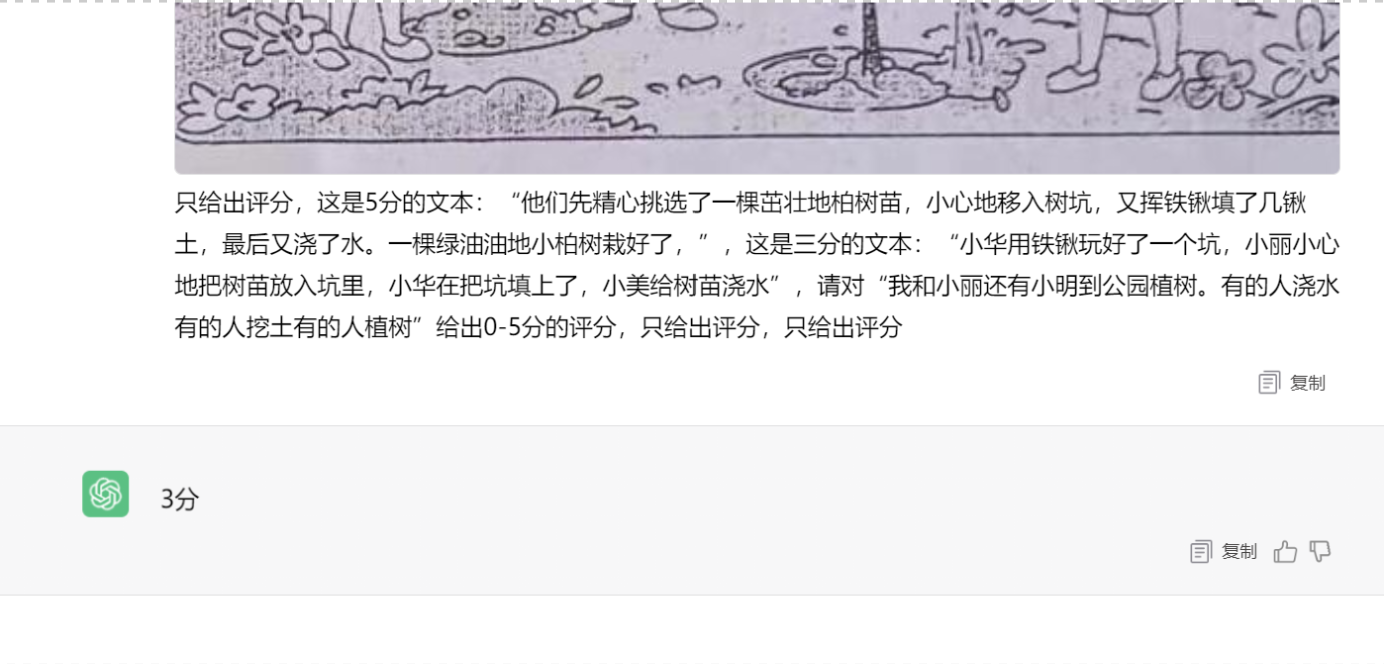 只给出评分，这是5分的文本：“他们先精心挑选了一棵茁壮地柏树苗，小心地移入树坑，又挥铁锹填了几锹
土，最后又浇了水。一棵绿油油地小柏树栽好了，”，这是三分的文本：“小华用铁锹玩好了一个坑，小丽小心
地把树苗放入坑里，小华在把坑填上了，小美给树苗浇水”，请对“我和小丽还有小明到公园植树。有的人浇水
有的人挖土有的人植树”给出0-5分的评分，只给出评分，只给出评分
复制
3分
复制